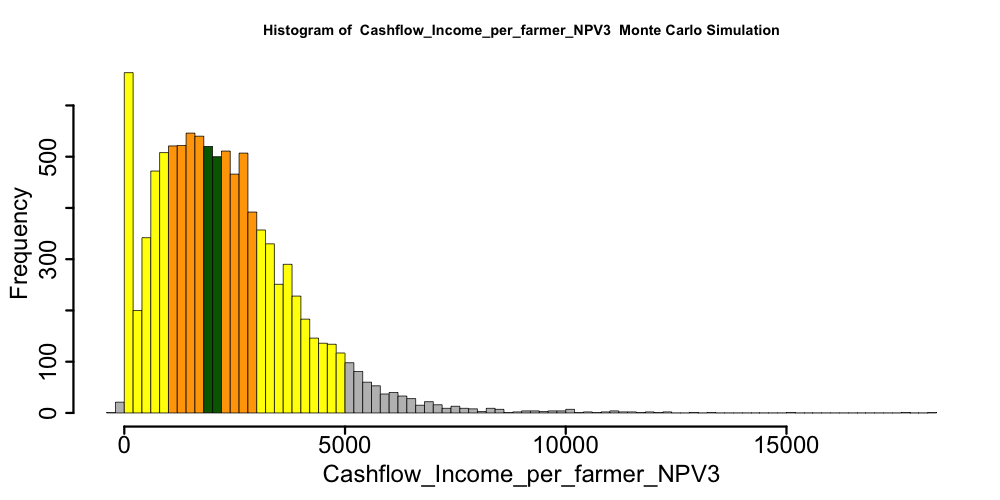 Histogram of Cashflow_Income_per_farmer_NPV3 Monte Carlo Simulation
Frequency
500
300
100
0
0 5000 10000 15000
Cashflow_Income_per_farmer_NPV3